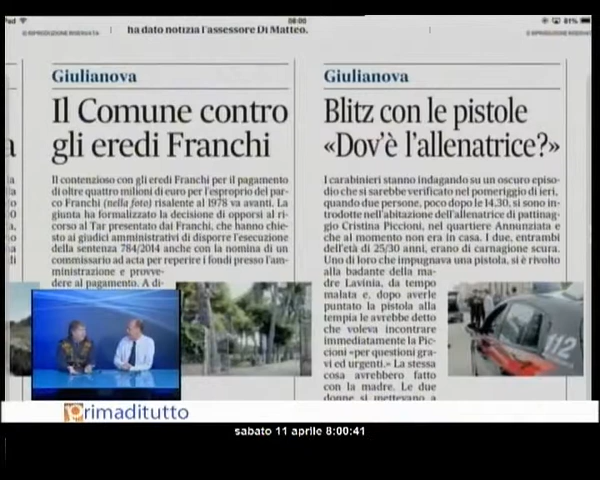 08:00
81%
© RIPRODUZIONE RISERVATA
ha dato notizia l'assessore Di Matteo.
Giulianova
Il Comune contro
gli eredi Franchi
Il contenzioso con gli eredi Franchi per il pagamento
di oltre quattro milioni di euro per l'esproprio del par-
co Franchi (nella foto) risalente al 1978 va avanti. La
giunta ha formalizzato la decisione di opporsi al ri-
corso al Tar presentato dai Franchi, che hanno chie-
sto ai giudici amministrativi di disporre l'esecuzione
della sentenza 784/2014 anche con la nomina di un
commissario ad acta per reperire i fondi presso l'am-
ministrazione e provve-
dere al pagamento. A di-
Giulianova
Blitz con le pistole
«Dov'è l'allenatrice?»
I carabinieri stanno indagando su un oscuro episo-
dio che si sarebbe verificato nel pomeriggio di ieri,
quando due persone, poco dopo le 14.30, si sono in-
trodotte nell'abitazione dell'allenatrice di pattinag-
gio Cristina Piccioni, nel quartiere Annunziata e
che al momento non era in casa. I due, entrambi
dell'età di 25/30 anni, erano di carnagione scura.
Uno di loro che impugnava una pistola, si è rivolto
alla badante della ma-
dre Lavinia, da tempo
malata e, dopo averle
puntato la pistola alla
tempia le avrebbe detto
che voleva incontrare
immediatamente la Pic-
cioni «per questioni gra-
vi ed urgenti.» La stessa
cosa avrebbero fatto
con la madre. Le due
donne si mettevano a
112
primaditutto
sabato 11 aprile 8:00:41